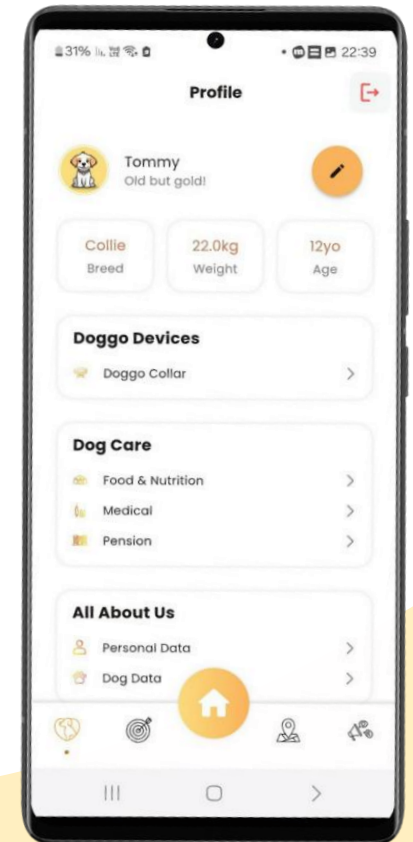 31% 22:39
Profile
Tommy
Old but gold!
Collie 22.0kg 12yo
Breed Weight Age
Doggo Devices
Doggo Collar
Dog Care
Food & Nutrition
Medical
Pension
All About Us
Personal Data
Dog Data